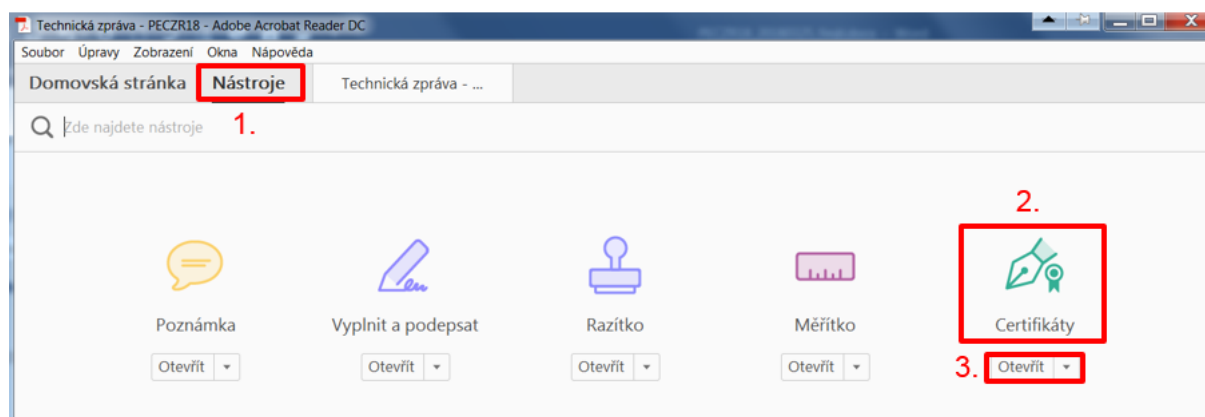 Technická zpráva - PECZR18 - Adobe Acrobat Reader DC
Soubor Úpravy Zobrazení Okna Nápověda
Domovská stránka Nástroje Technická zpráva - ...
Zde najdete nástroje 1.
2.
Poznámka Vyplnit a podepsat Razítko Měřítko Certifikáty
Otevřít Otevřít Otevřít Otevřít 3. Otevřít